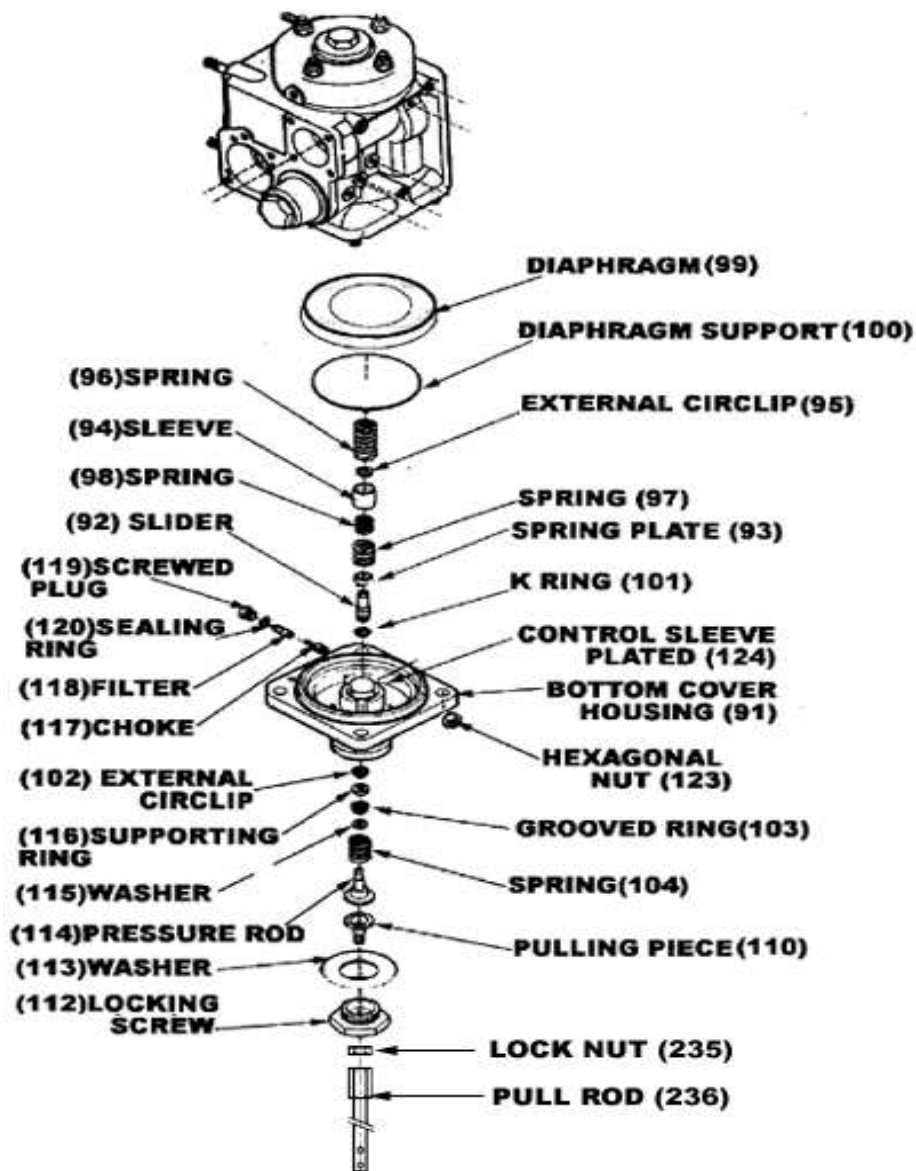 DIAPHRAGM (99)
DIAPHRAGM SUPPORT (100)
(96)SPRING
EXTERNAL CIRCLIP (95)
(94)SLEEVE
(98)SPRING
SPRING (97)
(92) SLIDER
SPRING PLATE (93)
(119)SCREWED
PLUG
K RING (101)
(120)SEALING
RING
CONTROL SLEEVE
PLATED (124)
(118)FILTER
BOTTOM COVER
HOUSING (91)
(117)CHOKE
HEXAGONAL
NUT (123)
(102) EXTERNAL
CIRCLIP
(116)SUPPORTING
RING
GROOVED RING(103)
(115)WASHER
SPRING(104)
(114)PRESSURE ROD
PULLING PIECE (110)
(113)WASHER
(112)LOCKING
SCREW
LOCK NUT (235)
PULL ROD (236)